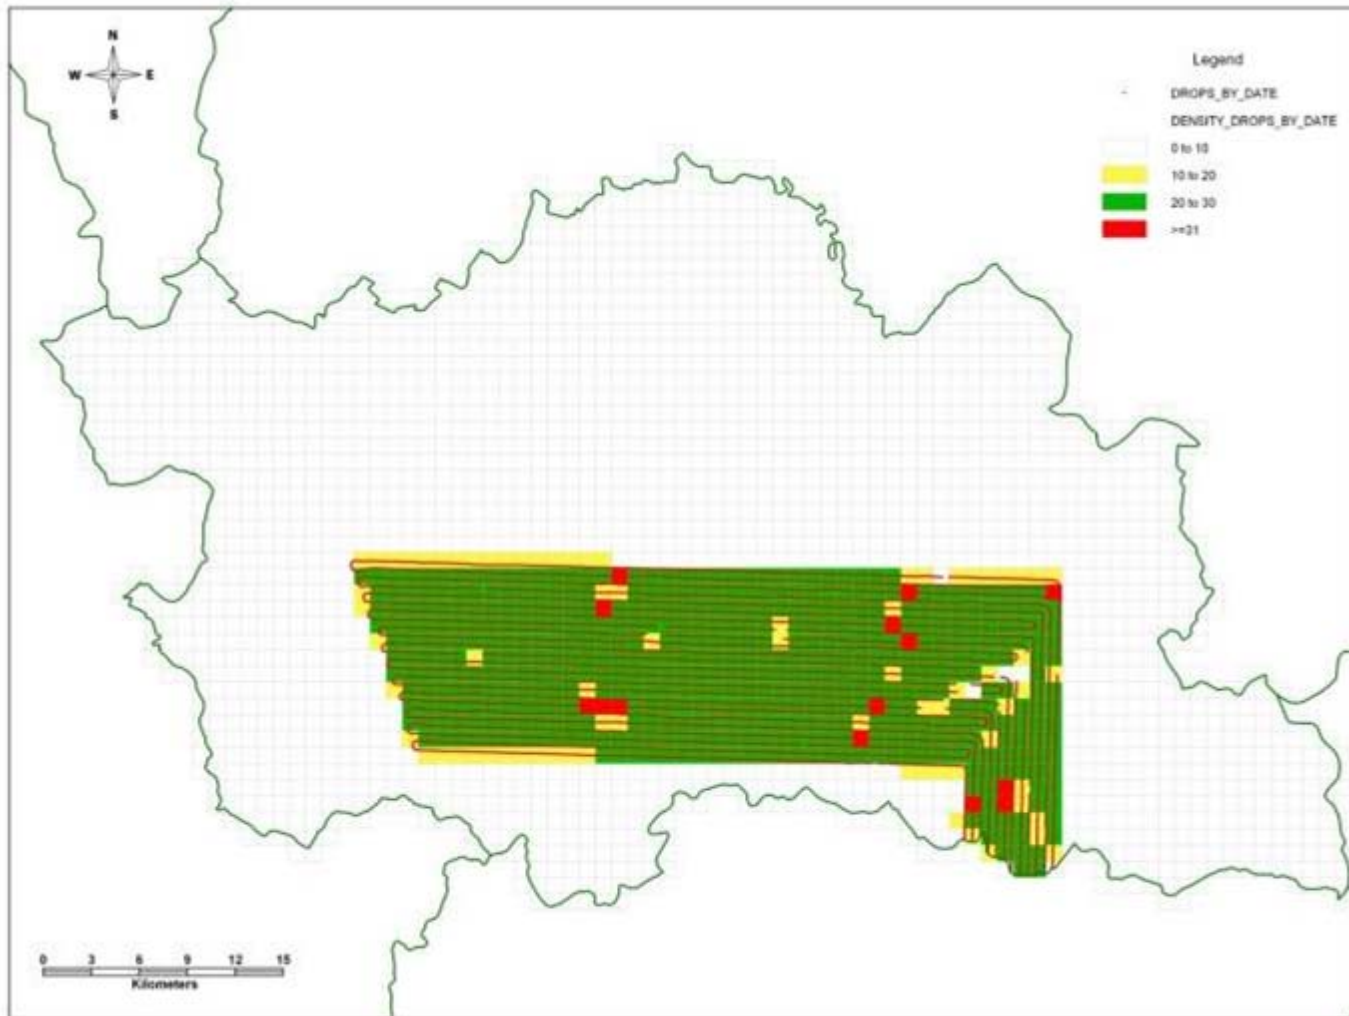 N
W E
S
Legend
DROPS_BY_DATE
DENSITY_DROPS_BY_DATE
0 to 10
10 to 20
20 to 30
>=31
0 3 6 9 12 15
Kilometers